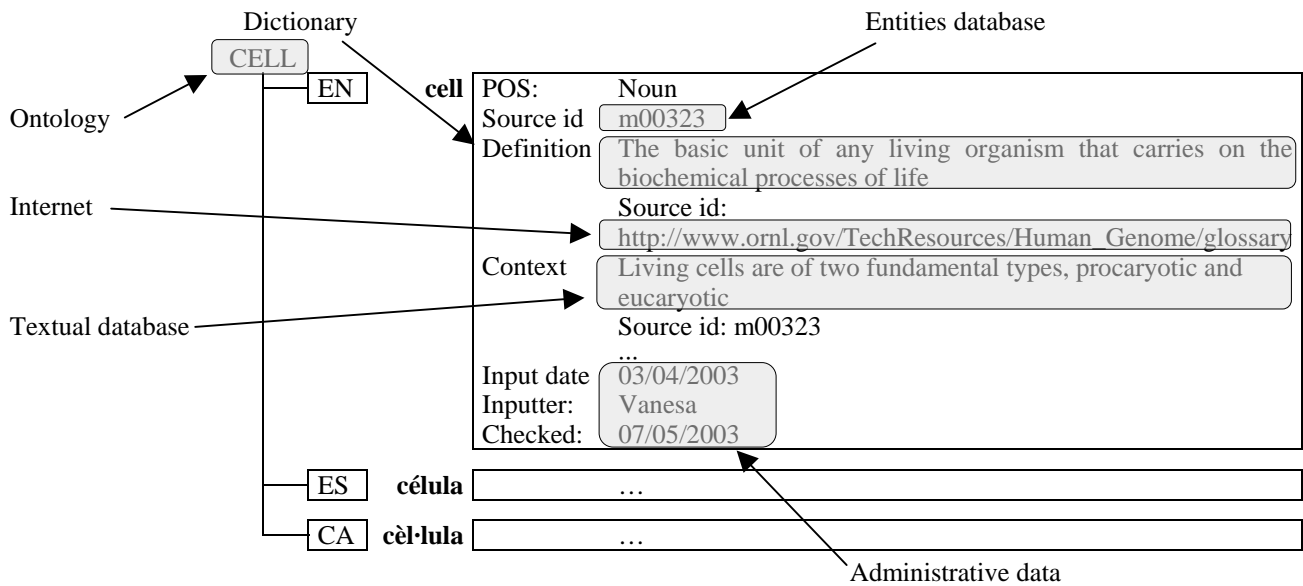 Dictionary Entities database
CELL
EN cell POS: Noun
Ontology Source id m00323
Definition The basic unit of any living organism that carries on the
biochemical processes of life
Internet Source id:
http://www.ornl.gov/TechResources/Human_Genome/glossary
Context Living cells are of two fundamental types, procaryotic and
eucaryotic
Textual database Source id: m00323
...
Input date 03/04/2003
Inputter: Vanesa
Checked: 07/05/2003
ES célula …
CA cèl·lula …
Administrative data